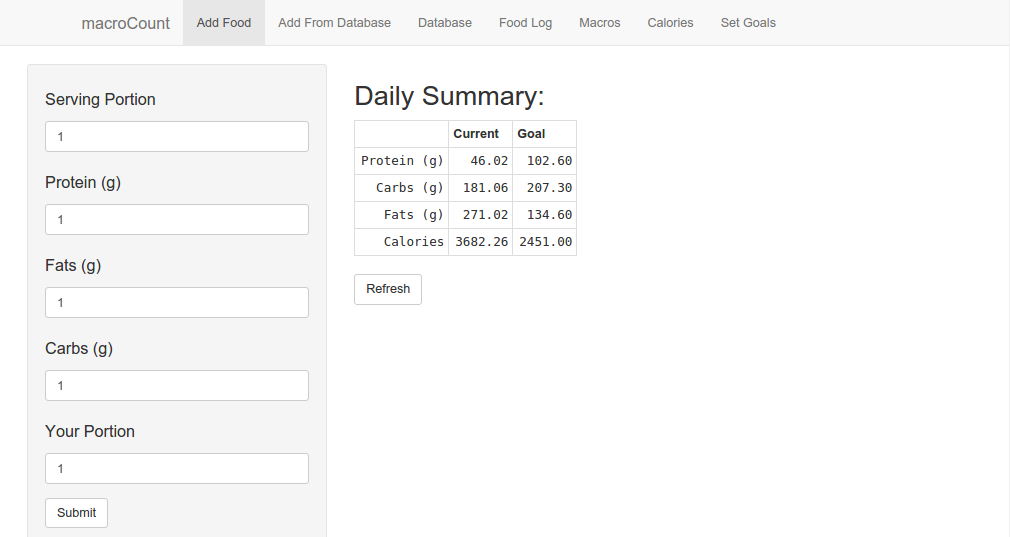 macroCount Add Food Add From Database Database Food Log Macros Calories Set Goals
Serving Portion
1
Protein (g)
1
Fats (g)
1
Carbs (g)
1
Your Portion
1
Submit
Daily Summary:
Current Goal
Protein (g) 46.02 102.60
Carbs (g) 181.06 207.30
Fats (g) 271.02 134.60
Calories 3682.26 2451.00
Refresh